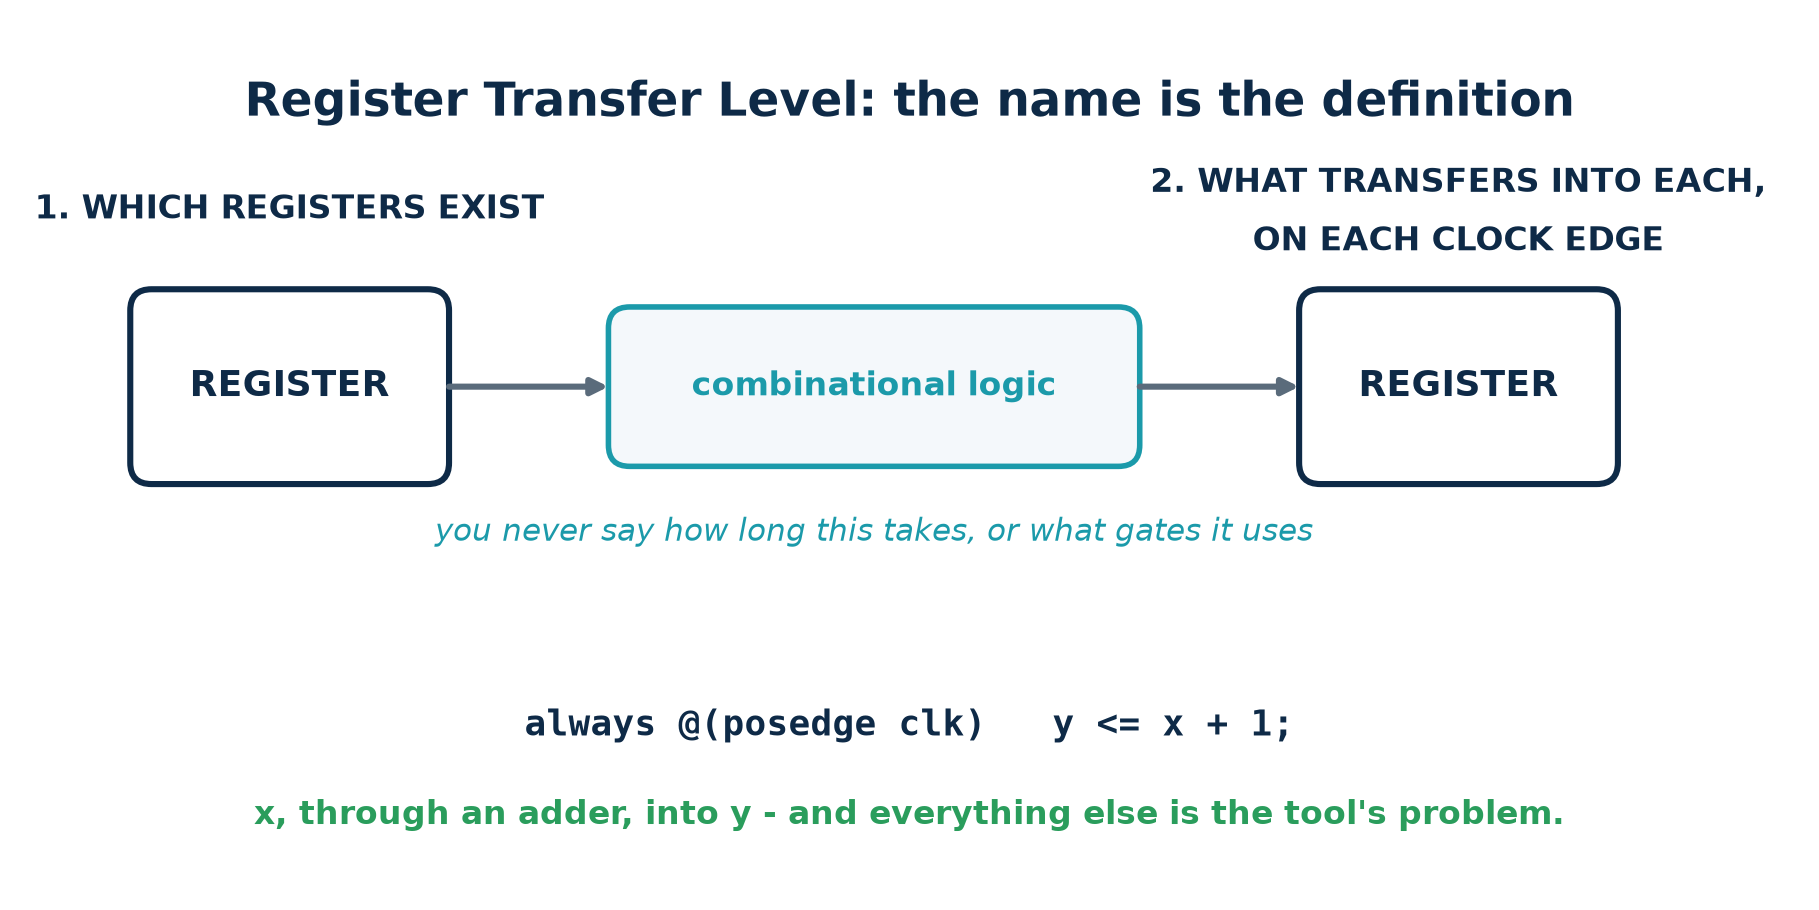 Register Transfer Level: the name is the definition
1. WHICH REGISTERS EXIST
2. WHAT TRANSFERS INTO EACH,
ON EACH CLOCK EDGE
REGISTER
combinational logic
REGISTER
you never say how long this takes, or what gates it uses
always @(posedge clk)   y <= x + 1;
x, through an adder, into y - and everything else is the tool's problem.